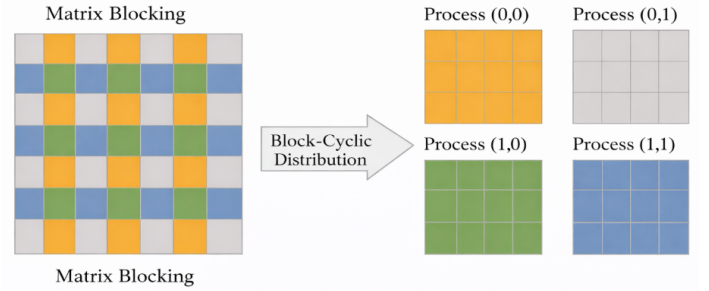 Matrix Blocking
Process (0,0)
Process (0,1)
Block-Cyclic
Distribution
Process (1,0)
Process (1,1)
Matrix Blocking